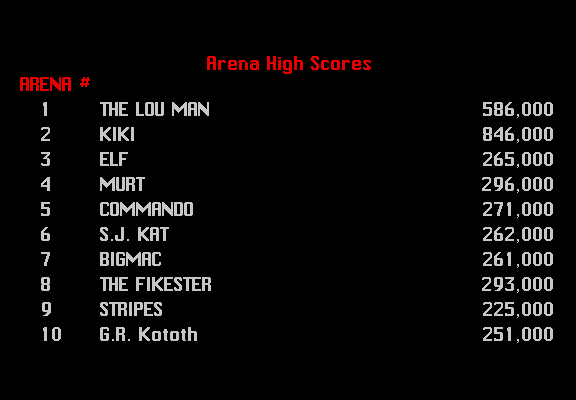 Arena High Scores
ARENA #
1 THE LOU MAN 586,000
2 KIKI 846,000
3 ELF 265,000
4 MURT 296,000
5 COMMANDO 271,000
6 S.J. KAT 262,000
7 BIGMAC 261,000
8 THE FIKESTER 293,000
9 STRIPES 225,000
10 G.R. Kototh 251,000